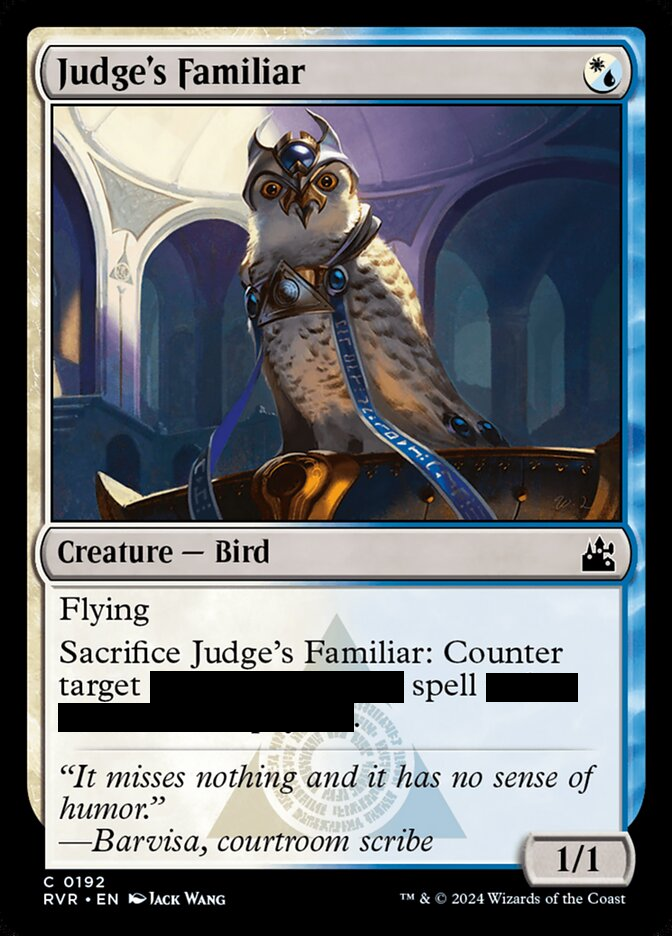 Judge's Familiar
Creature — Bird
Flying
Sacrifice Judge's Familiar: Counter
target spell
.
“It misses nothing and it has no sense of
humor.”
—Barvisa, courtroom scribe
1/1
C 0192
RVR • EN Jack Wang
™ & © 2024 Wizards of the Coast